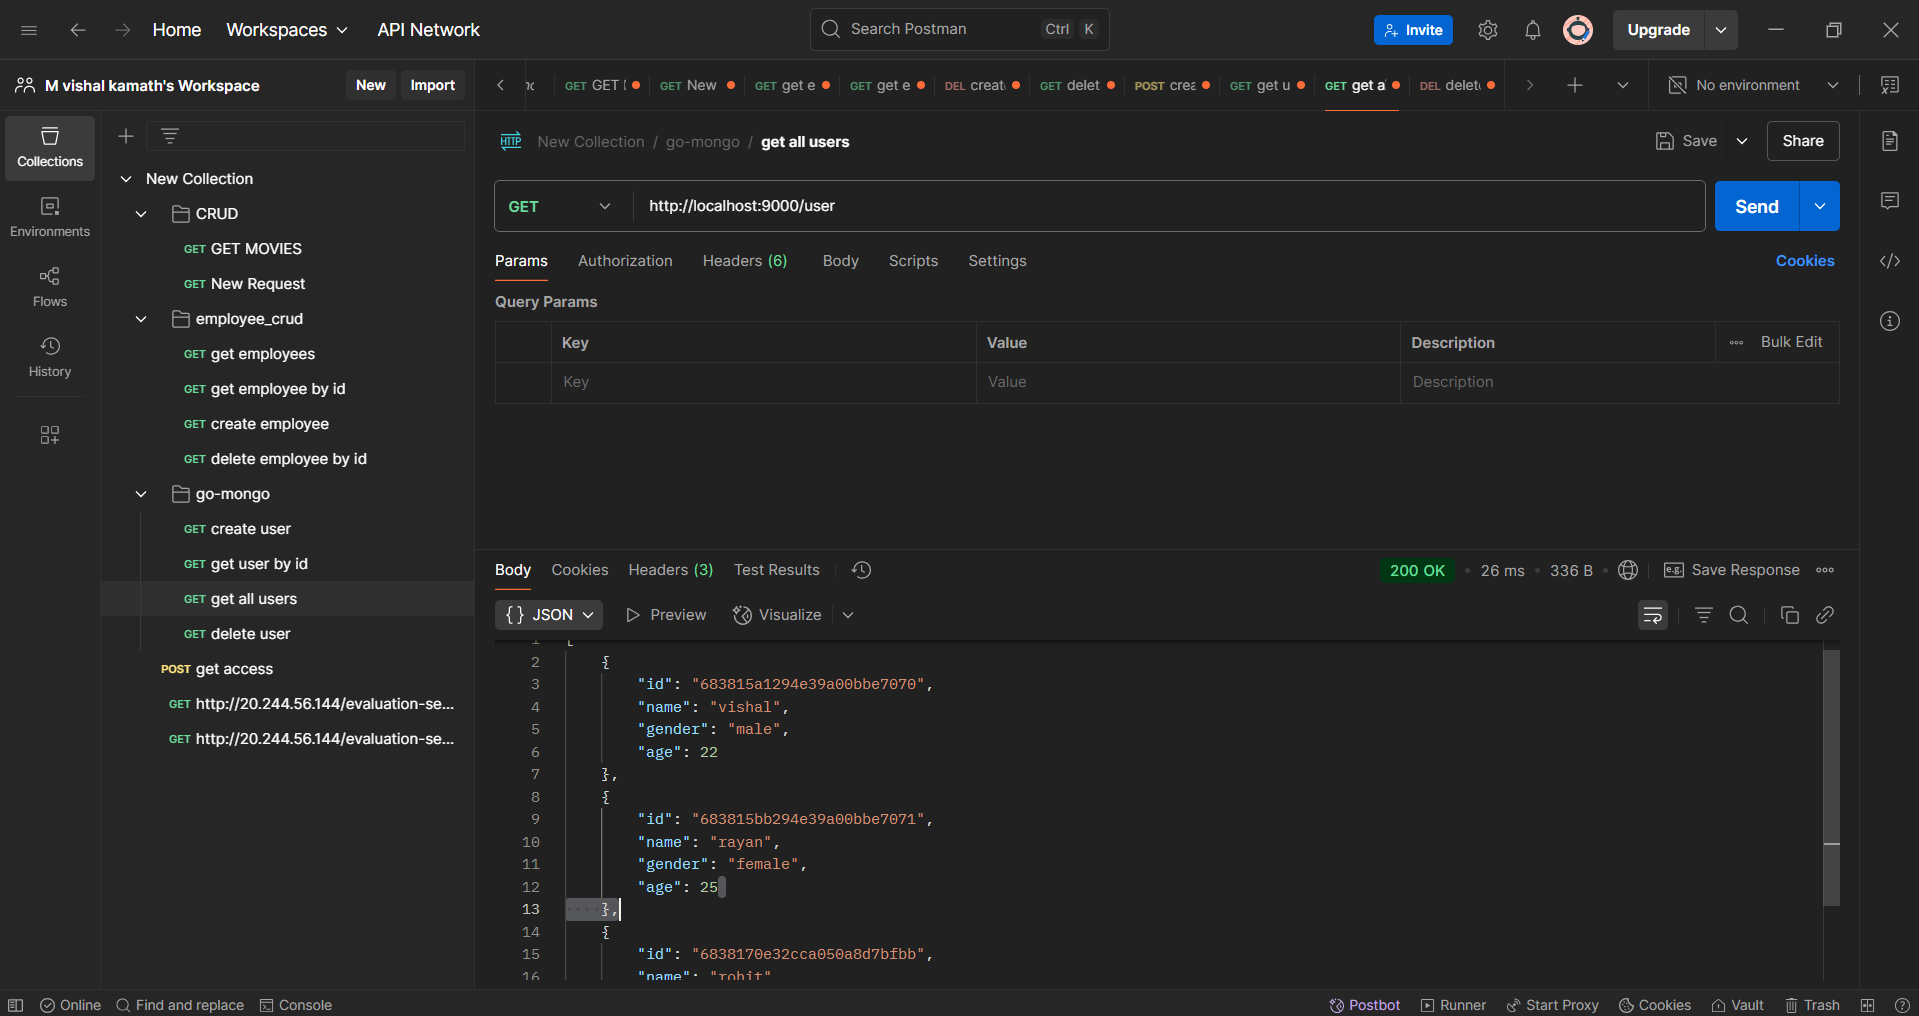 Home
Workspaces
API Network
Search Postman
Ctrl K
Invite
Upgrade
M vishal kamath's Workspace
New
Import
GET GET
GET New
GET get e
GET get e
DEL creat
GET delet
POST crea
GET get u
GET get a
DEL delet
No environment
Collections
Environments
Flows
History
New Collection
CRUD
GET GET MOVIES
GET New Request
employee_crud
GET get employees
GET get employee by id
GET create employee
GET delete employee by id
go-mongo
GET create user
GET get user by id
GET get all users
GET delete user
POST get access
GET http://20.244.56.144/evaluation-se...
GET http://20.244.56.144/evaluation-se...
HTTP New Collection / go-mongo / get all users
Save
Share
GET http://localhost:9000/user
Send
Params Authorization Headers (6) Body Scripts Settings
Cookies
Query Params
Key Value Description Bulk Edit
Key Value Description
Body Cookies Headers (3) Test Results
200 OK • 26 ms • 336 B
e.g. Save Response
{} JSON Preview Visualize
1 [
2 {
3 "id": "683815a1294e39a00bbe7070",
4 "name": "vishal",
5 "gender": "male",
6 "age": 22
7 },
8 {
9 "id": "683815bb294e39a00bbe7071",
10 "name": "rayan",
11 "gender": "female",
12 "age": 25
13 },
14 {
15 "id": "6838170e32cca050a8d7bfbb",
16 "name": "rohit"
Online Find and replace Console
Postbot Runner Start Proxy Cookies Vault Trash